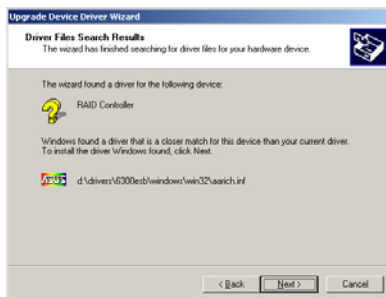 Upgrade Device Driver Wizard
Driver Files Search Results
The wizard has finished searching for driver files for your hardware device.
The wizard found a driver for the following device:
RAID Controller
Windows found a driver that is a closer match for this device than your current driver.
To install the driver Windows found, click Next.
d:\drivers\6300esb\windows\win32\aarich.inf
< Back
Next >
Cancel